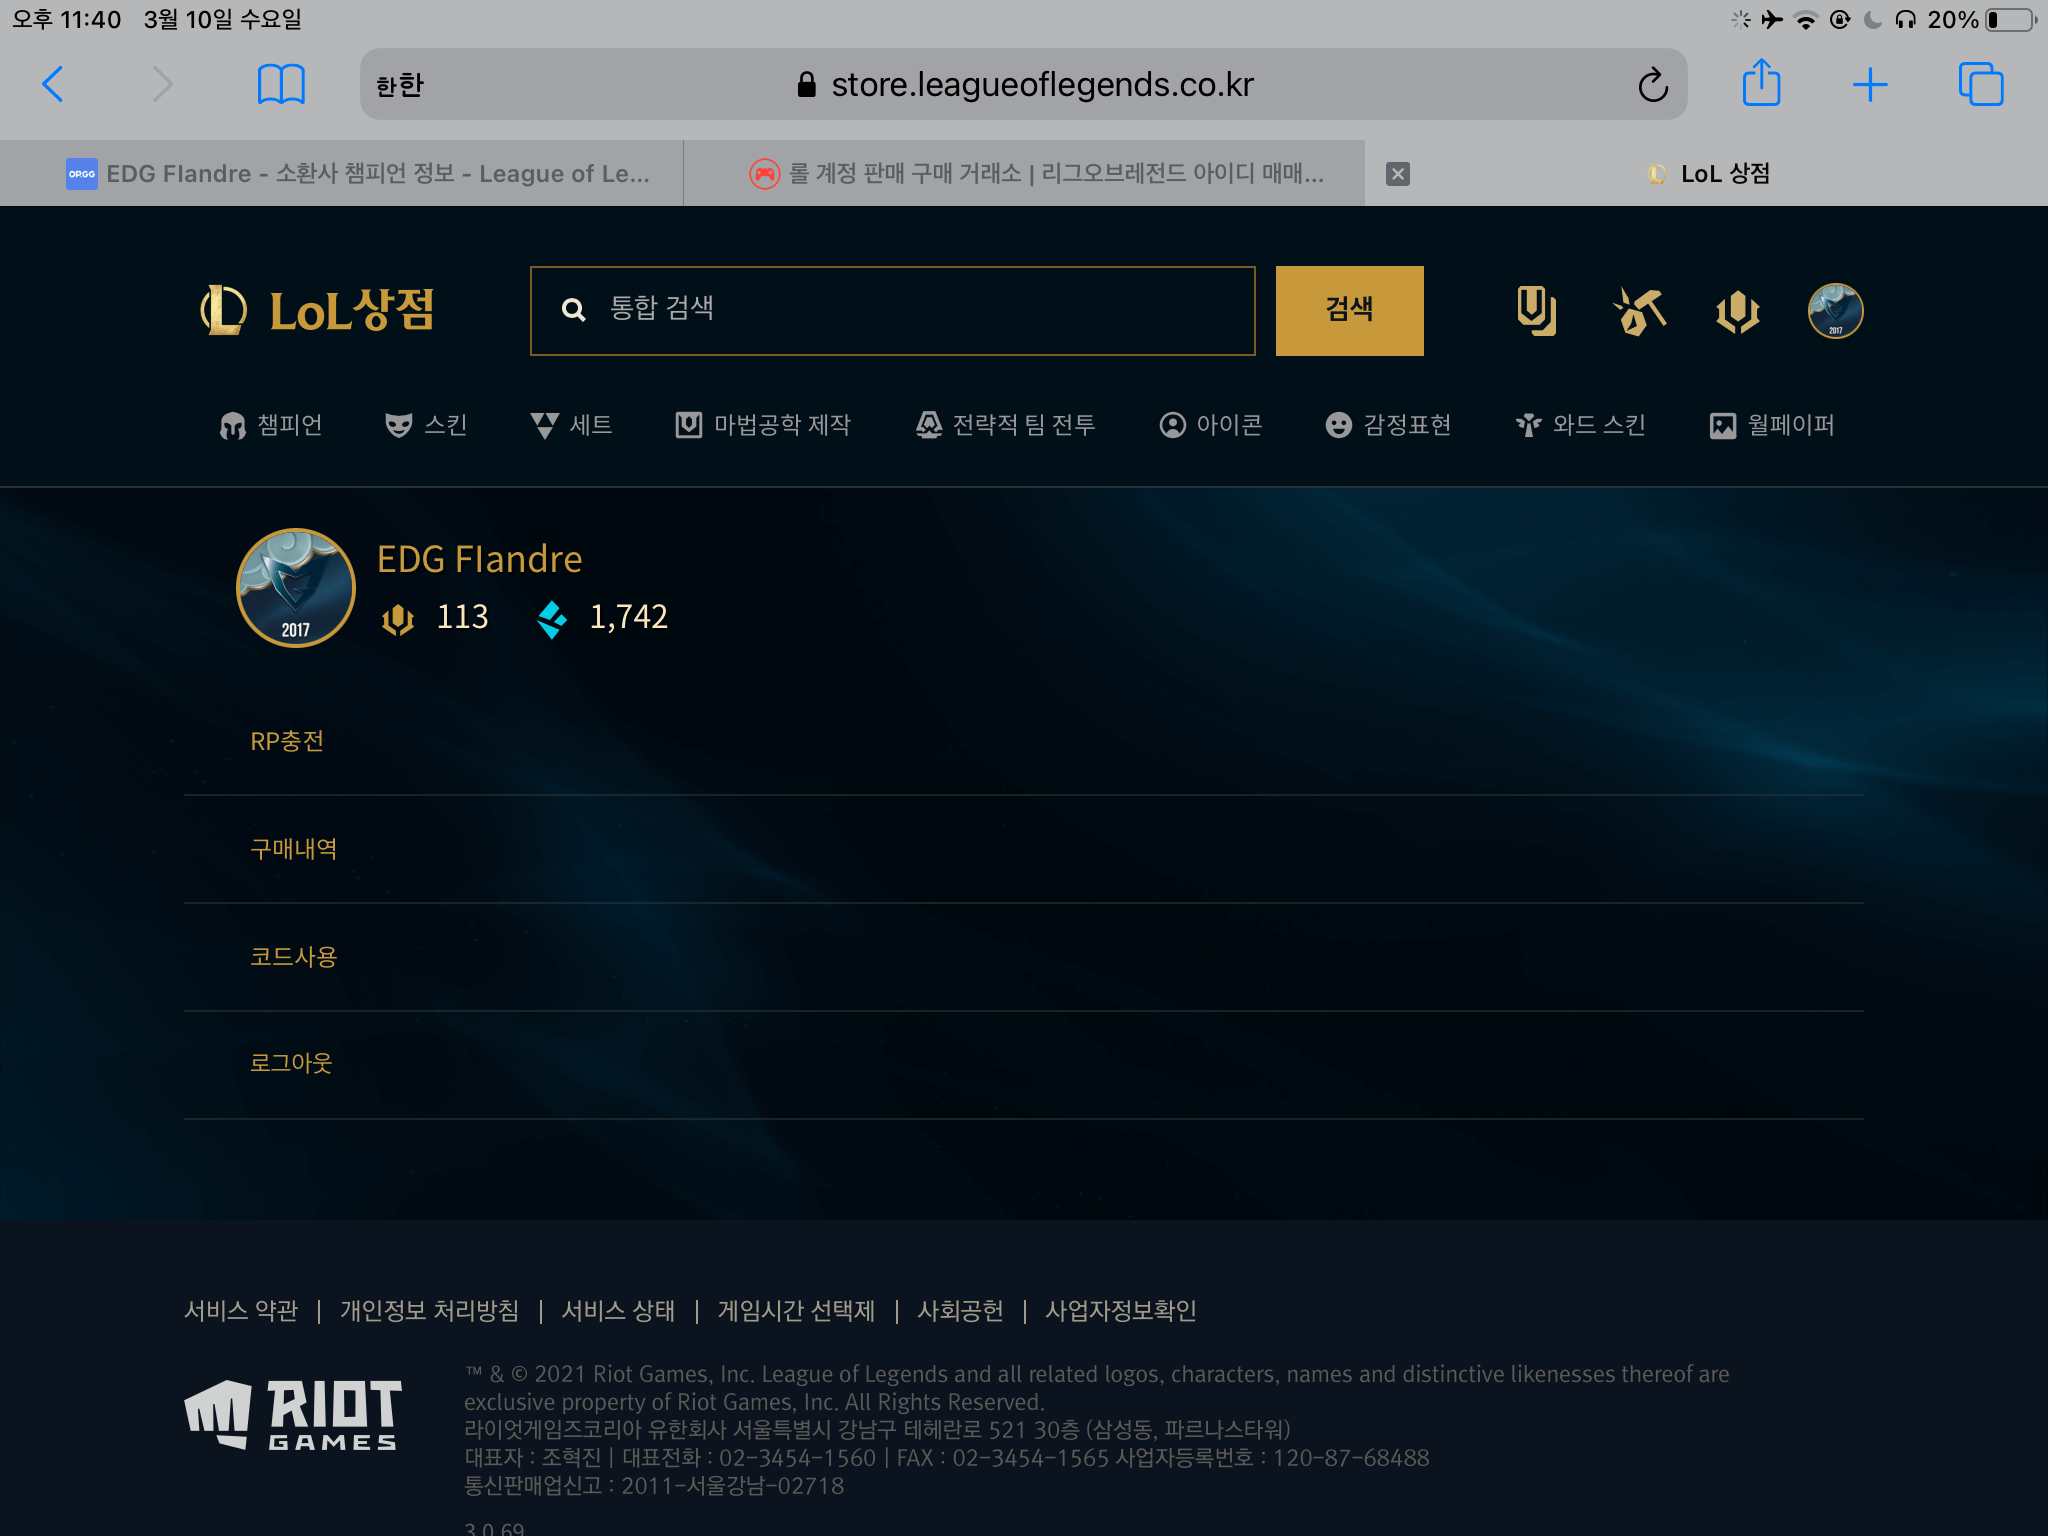 오후 11:40 3월 10일 수요일
20%
한한
store.leagueoflegends.co.kr
OP.GG EDG FIandre - 소환사 챔피언 정보 - League of Le...
롤 계정 판매 구매 거래소 | 리그오브레전드 아이디 매매...
LoL 상점
LoL상점
통합 검색
검색
2017
챔피언 스킨 세트 마법공학 제작 전략적 팀 전투 아이콘 감정표현 와드 스킨 월페이퍼
EDG FIandre
2017
113 1,742
RP충전
구매내역
코드사용
로그아웃
서비스 약관 | 개인정보 처리방침 | 서비스 상태 | 게임시간 선택제 | 사회공헌 | 사업자정보확인
RIOT GAMES
™ & © 2021 Riot Games, Inc. League of Legends and all related logos, characters, names and distinctive likenesses thereof are
exclusive property of Riot Games, Inc. All Rights Reserved.
라이엇게임즈코리아 유한회사 서울특별시 강남구 테헤란로 521 30층 (삼성동, 파르나스타워)
대표자 : 조혁진 | 대표전화 : 02-3454-1560 | FAX : 02-3454-1565 사업자등록번호 : 120-87-68488
통신판매업신고 : 2011-서울강남-02718
3.0.69